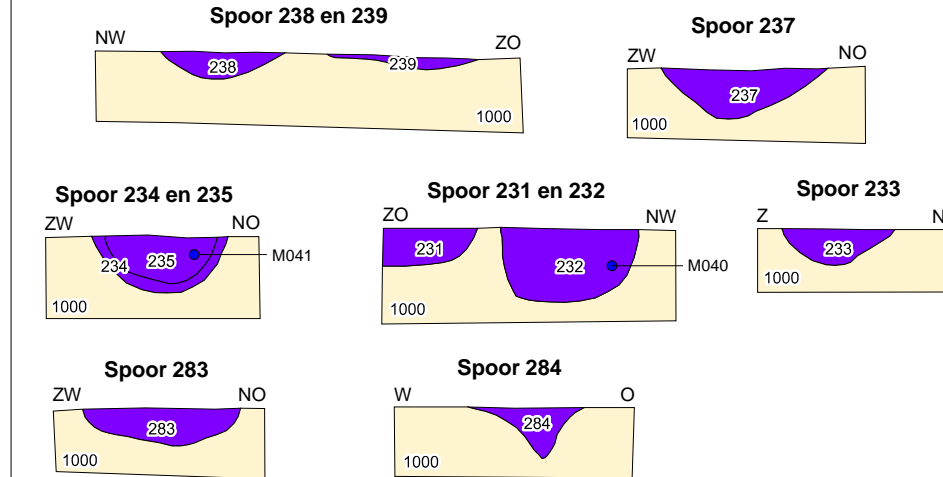 Spoor 238 en 239
NW
ZO
238
239
1000
Spoor 237
ZW
NO
237
1000
Spoor 234 en 235
ZW
NO
234
235
M041
1000
Spoor 231 en 232
ZO
NW
231
232
M040
1000
Spoor 233
Z
N
233
1000
Spoor 283
ZW
NO
283
1000
Spoor 284
W
O
284
1000